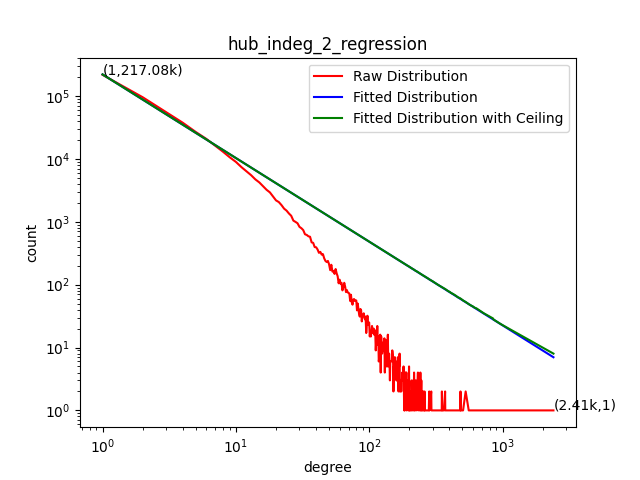 hub_indeg_2_regression
(1,217.08k)
Raw Distribution
Fitted Distribution
Fitted Distribution with Ceiling
10^5
10^4
10^3
10^2
10^1
10^0
count
(2.41k,1)
10^0 10^1 10^2 10^3
degree